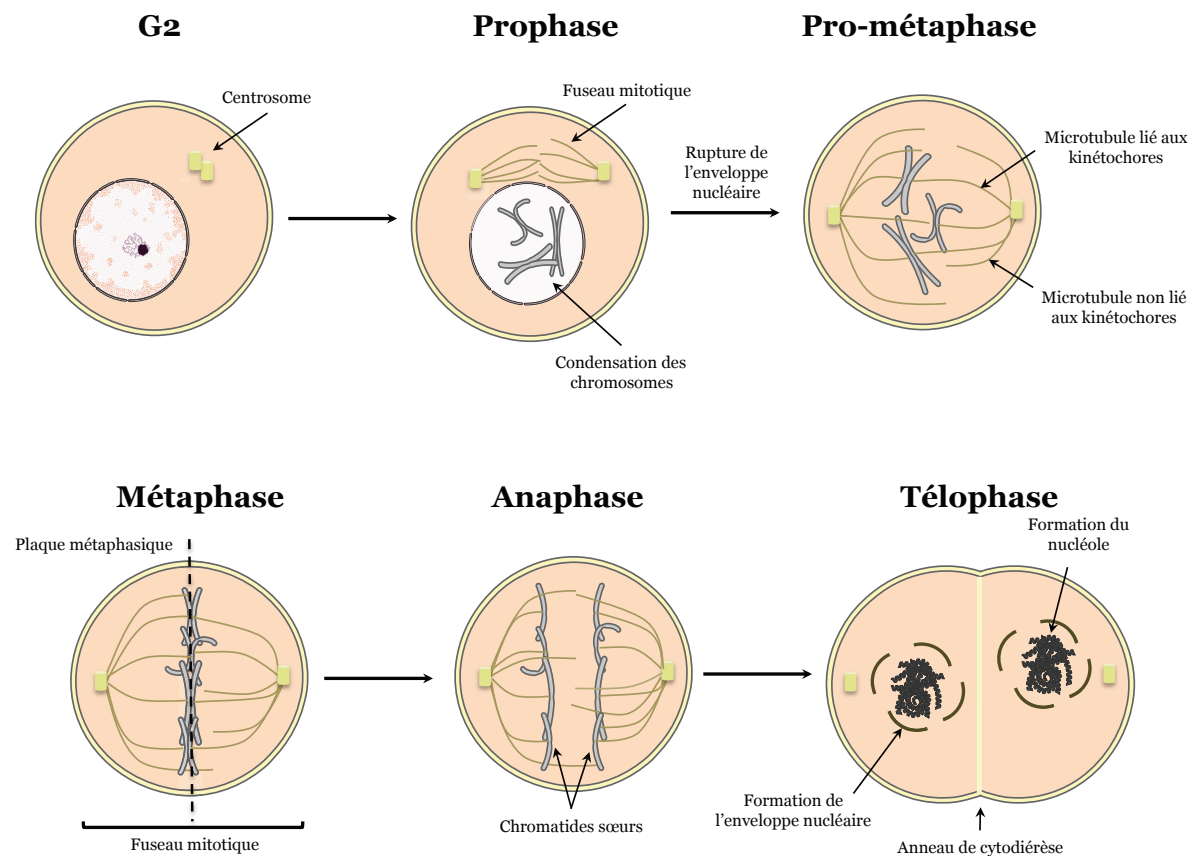 G2
Prophase
Pro-métaphase
Centrosome
Fuseau mitotique
Rupture de
l'enveloppe
nucléaire
Microtubule lié aux
kinétochores
Microtubule non lié
aux kinétochores
Condensation des
chromosomes
Métaphase
Anaphase
Télophase
Plaque métaphasique
Formation du
nucléole
Chromatides sœurs
Formation de
l'enveloppe nucléaire
Fuseau mitotique
Anneau de cytodiérèse